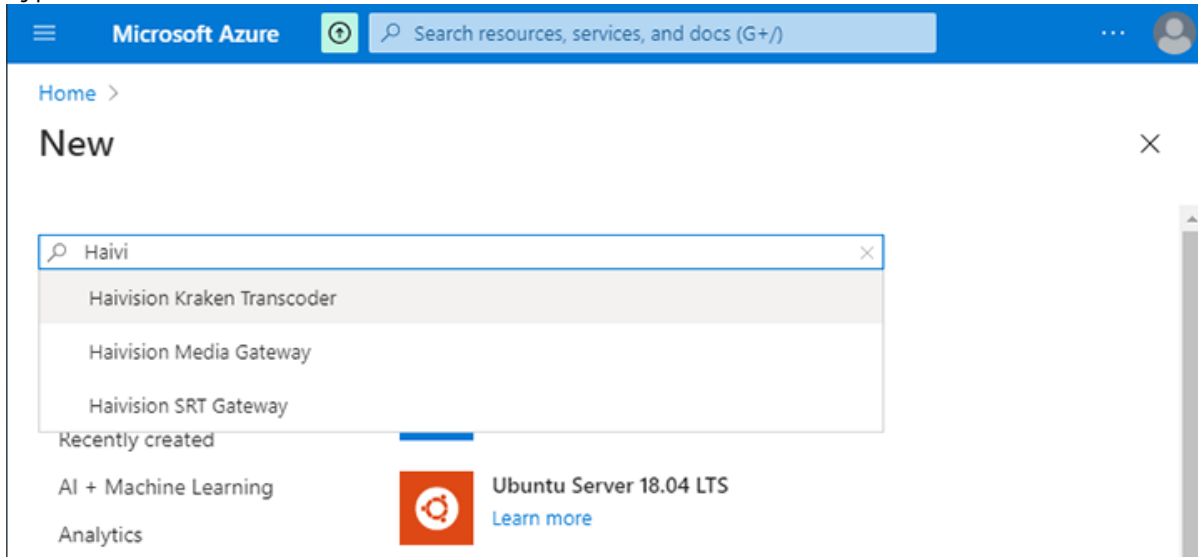 Microsoft Azure
Search resources, services, and docs (G+/)
Home >
New
Haivi
Haivision Kraken Transcoder
Haivision Media Gateway
Haivision SRT Gateway
Recently created
AI + Machine Learning
Ubuntu Server 18.04 LTS
Learn more
Analytics